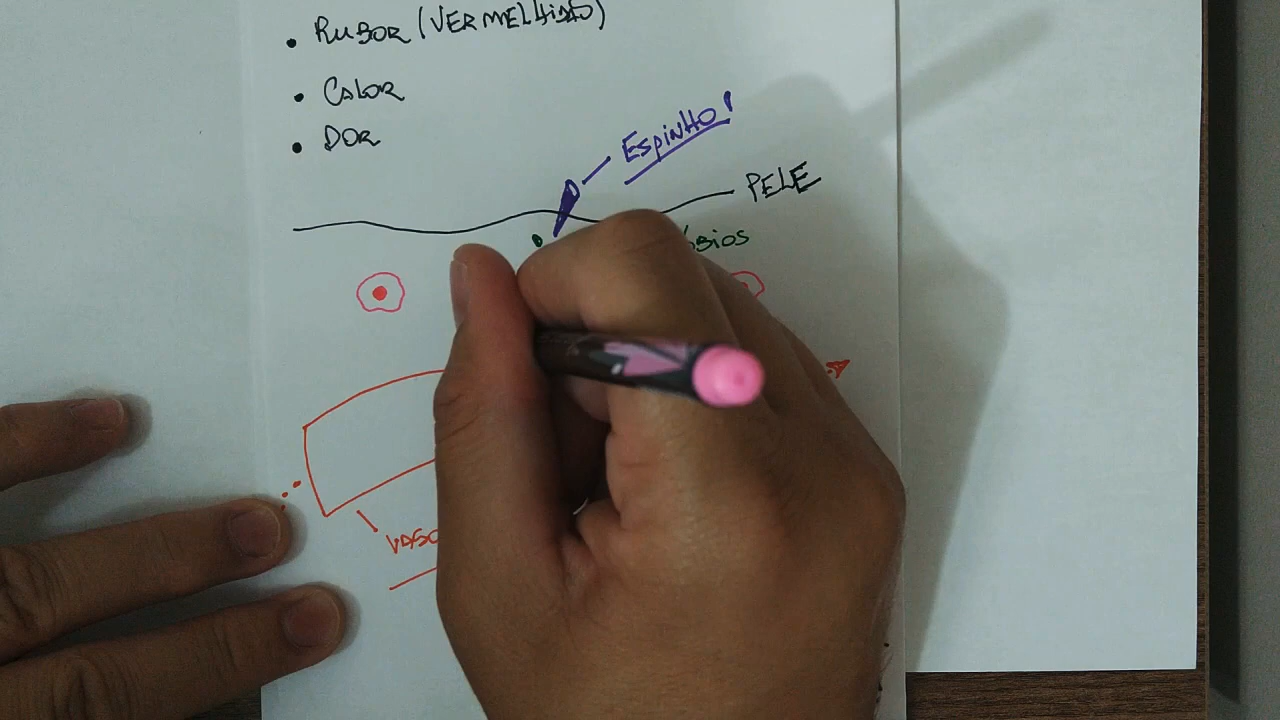 • RUBOR (VERMELHIDÃO)
• CALOR
• DOR
ESPINHO!
PELE